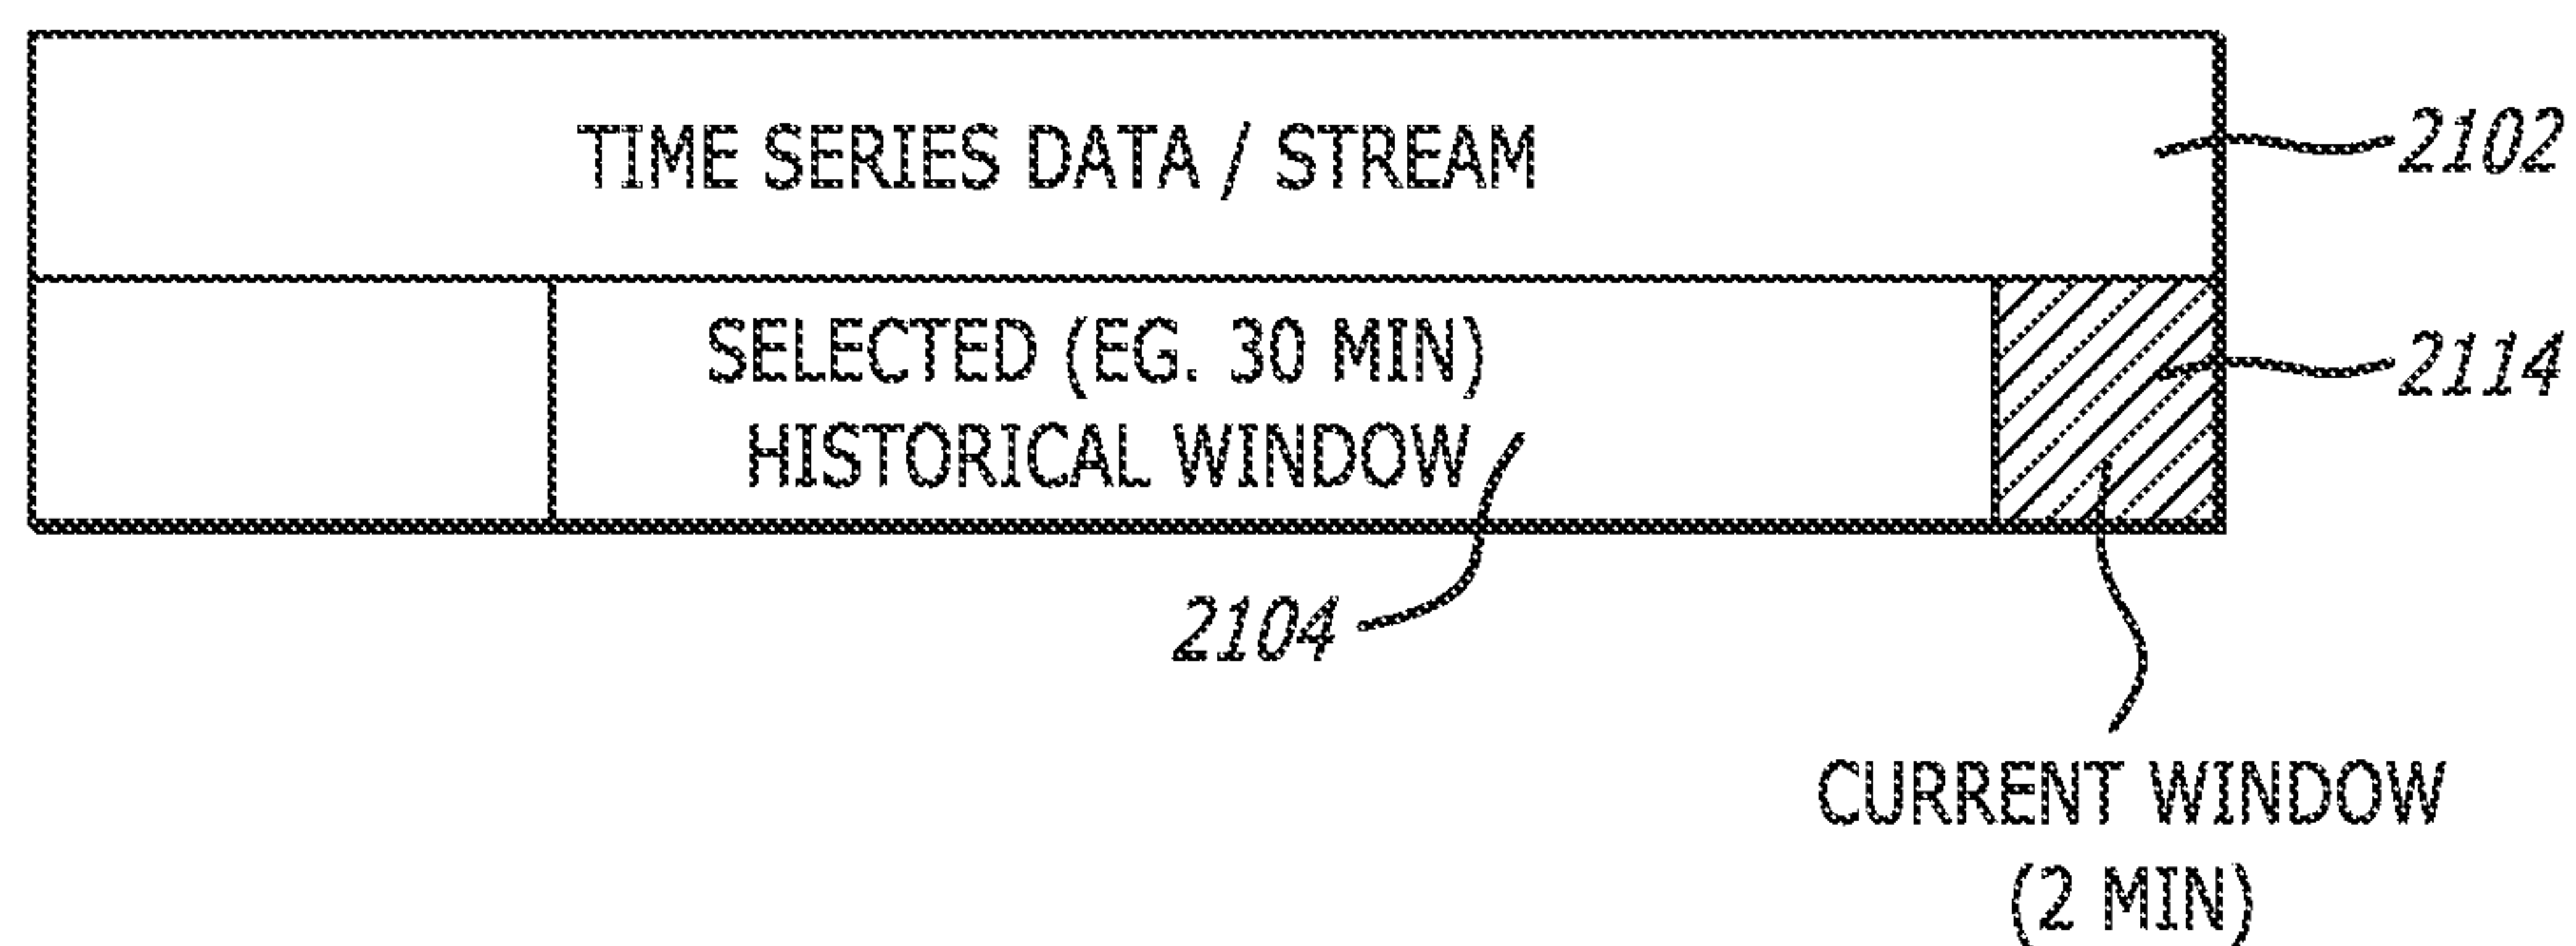 TIME SERIES DATA / STREAM
2102
SELECTED (EG. 30 MIN)
HISTORICAL WINDOW
2114
2104
CURRENT WINDOW
(2 MIN)